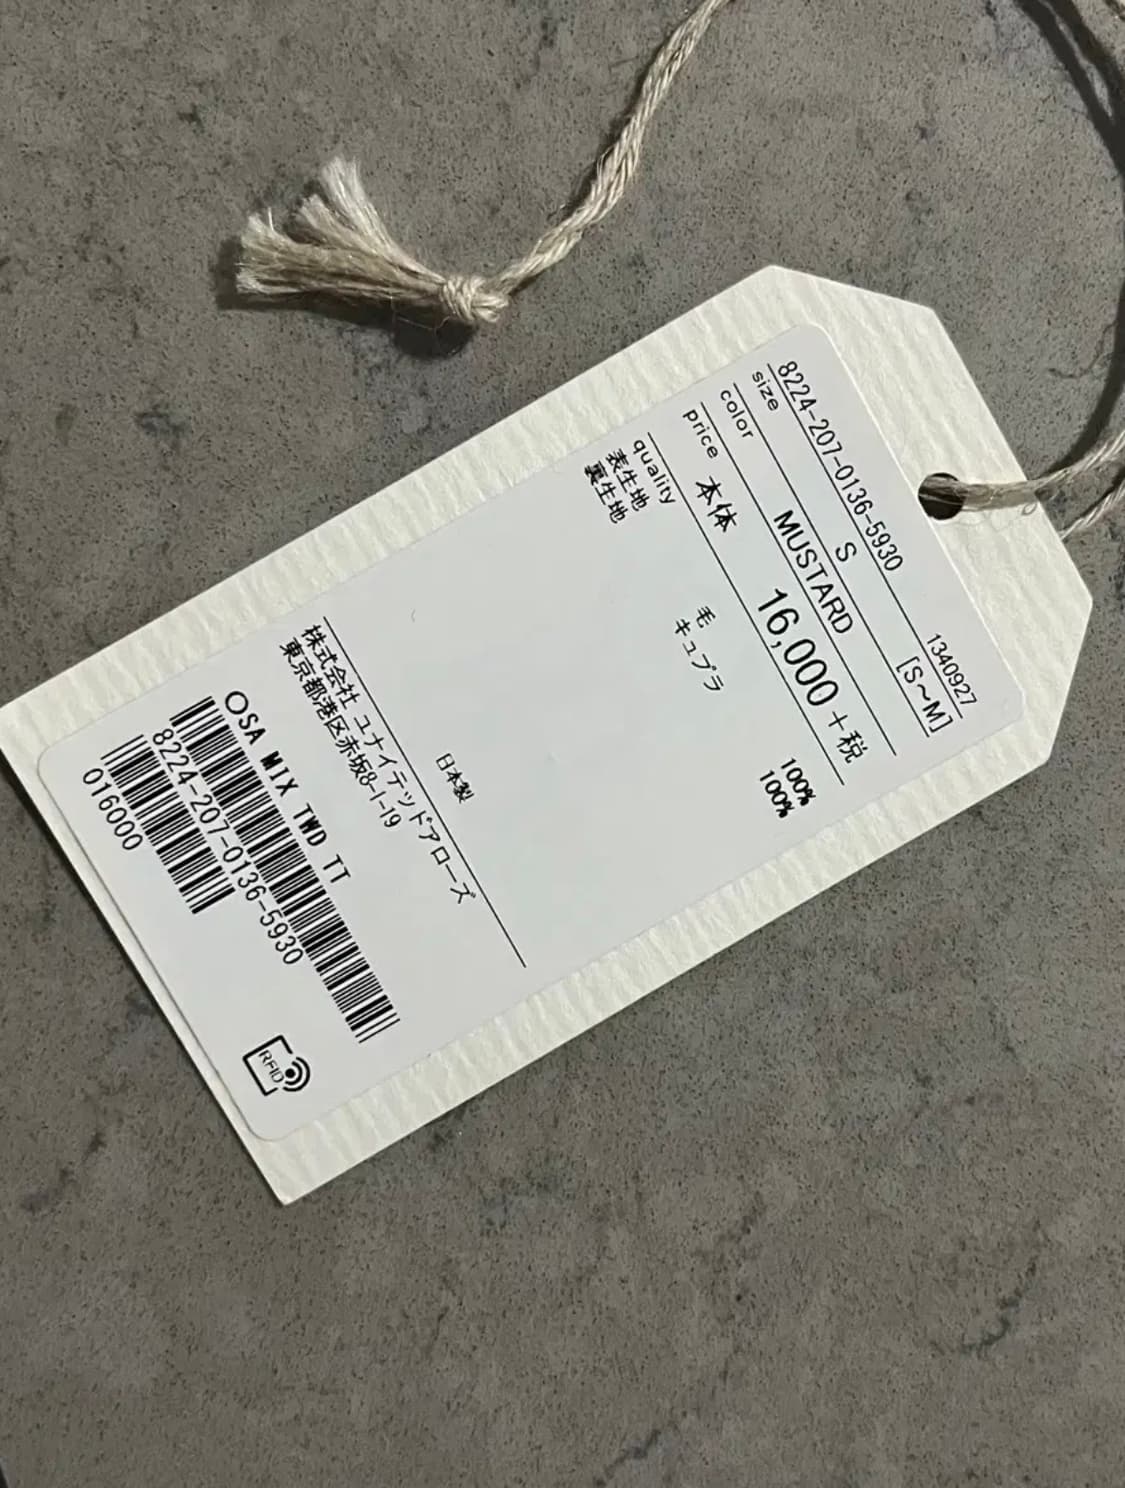 8224-207-0136-5930 1340927
size S [S~M]
color MUSTARD
price 本体 16,000+税
quality
表生地 毛 100%
裏生地 キュプラ 100%
日本製
株式会社 ユナイテッドアローズ
東京都港区赤坂8-1-19
OSA MIX TWD TT
8224-207-0136-5930
016000
RFID